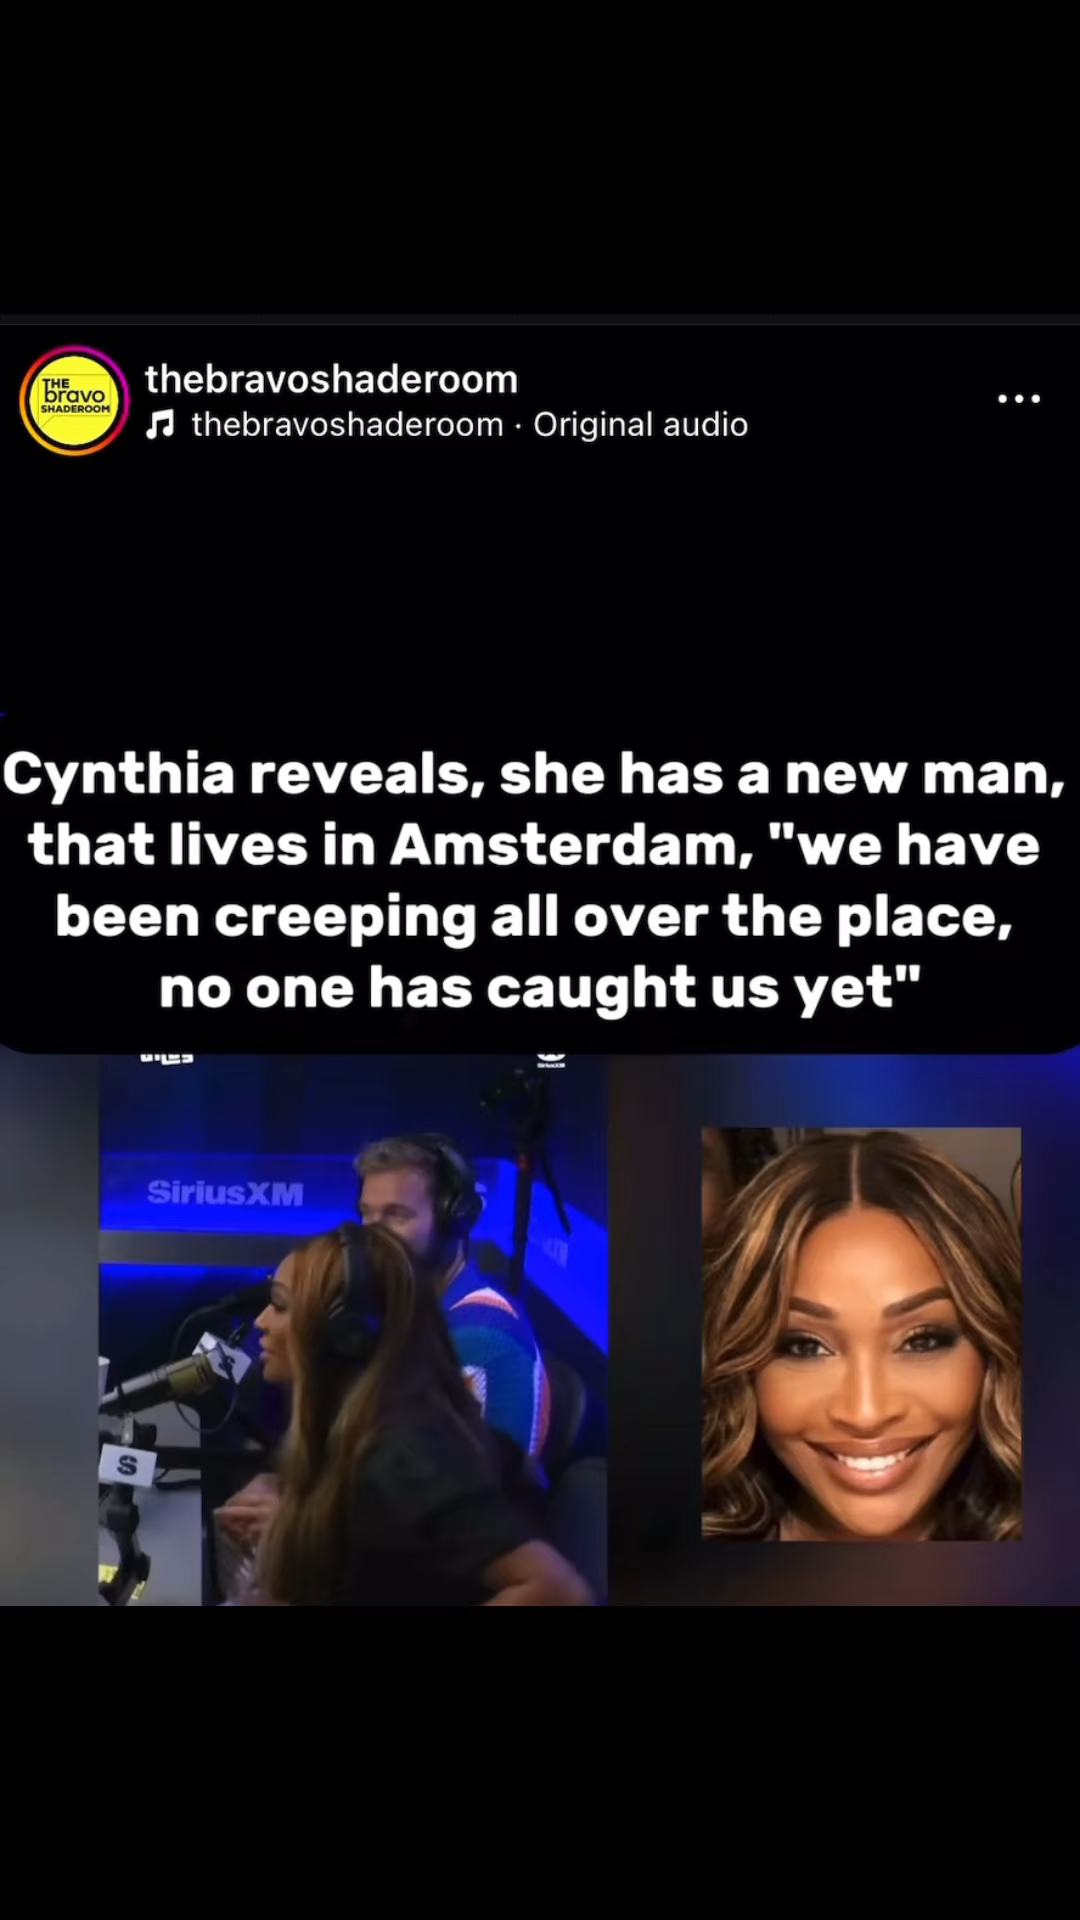 THE
bravo
SHADEROOM
thebravoshaderoom
thebravoshaderoom · Original audio
Cynthia reveals, she has a new man,
that lives in Amsterdam, "we have
been creeping all over the place,
no one has caught us yet"
SiriusXM
SiriusXM
S
S